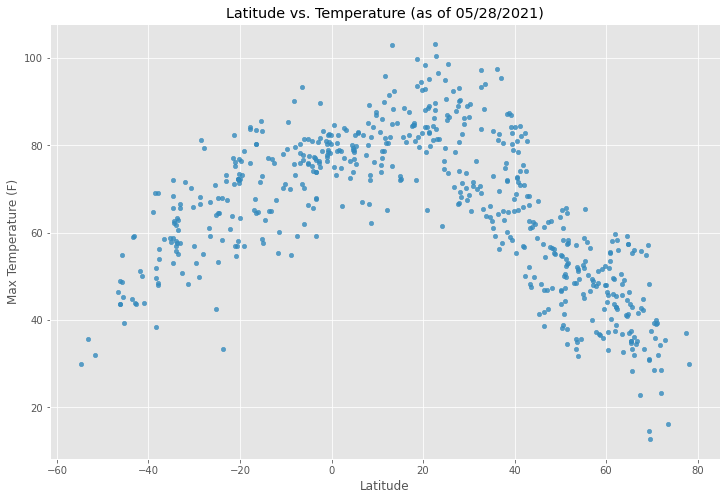 Latitude vs. Temperature (as of 05/28/2021)
Max Temperature (F)
100
80
60
40
20
−60 −40 −20 0 20 40 60 80
Latitude